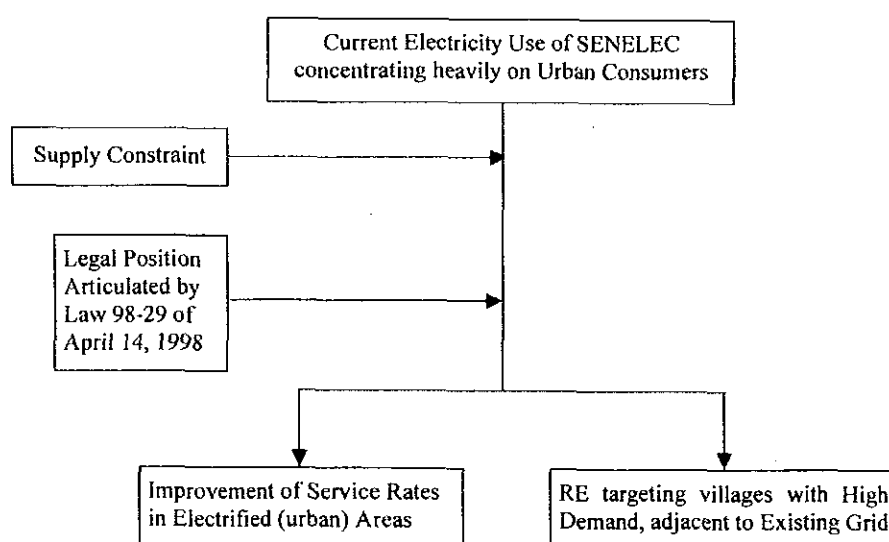 Current Electricity Use of SENELEC
concentrating heavily on Urban Consumers
Supply Constraint
Legal Position
Articulated by
Law 98-29 of
April 14, 1998
Improvement of Service Rates
in Electrified (urban) Areas
RE targeting villages with High
Demand, adjacent to Existing Grid